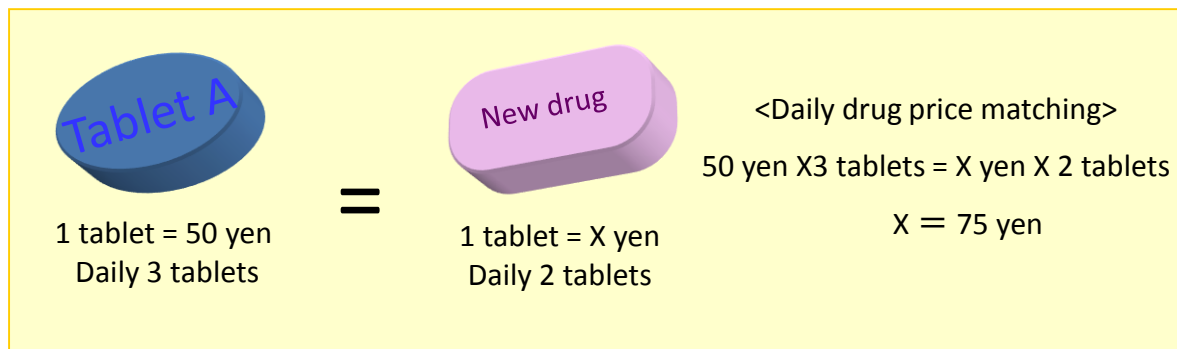 Tablet A
1 tablet = 50 yen
Daily 3 tablets
=
New drug
1 tablet = X yen
Daily 2 tablets
<Daily drug price matching>
50 yen X3 tablets = X yen X 2 tablets
X = 75 yen